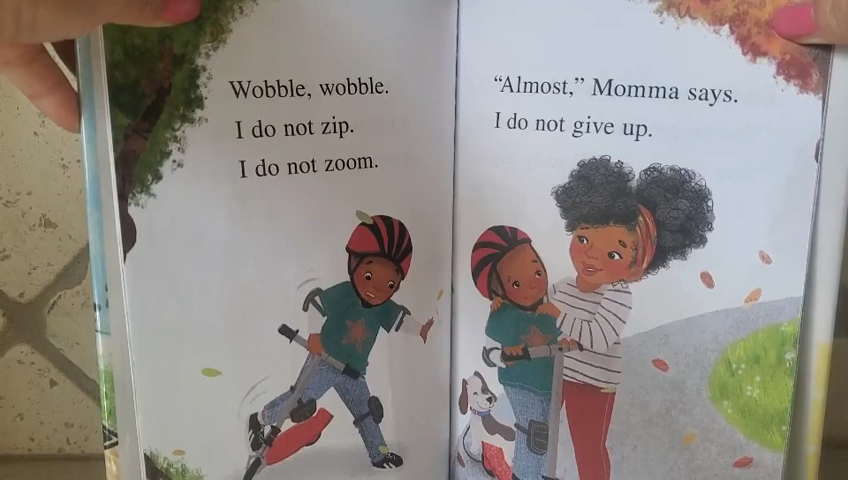 Wobble, wobble.
I do not zip.
I do not zoom.
“Almost,” Momma says.
I do not give up.